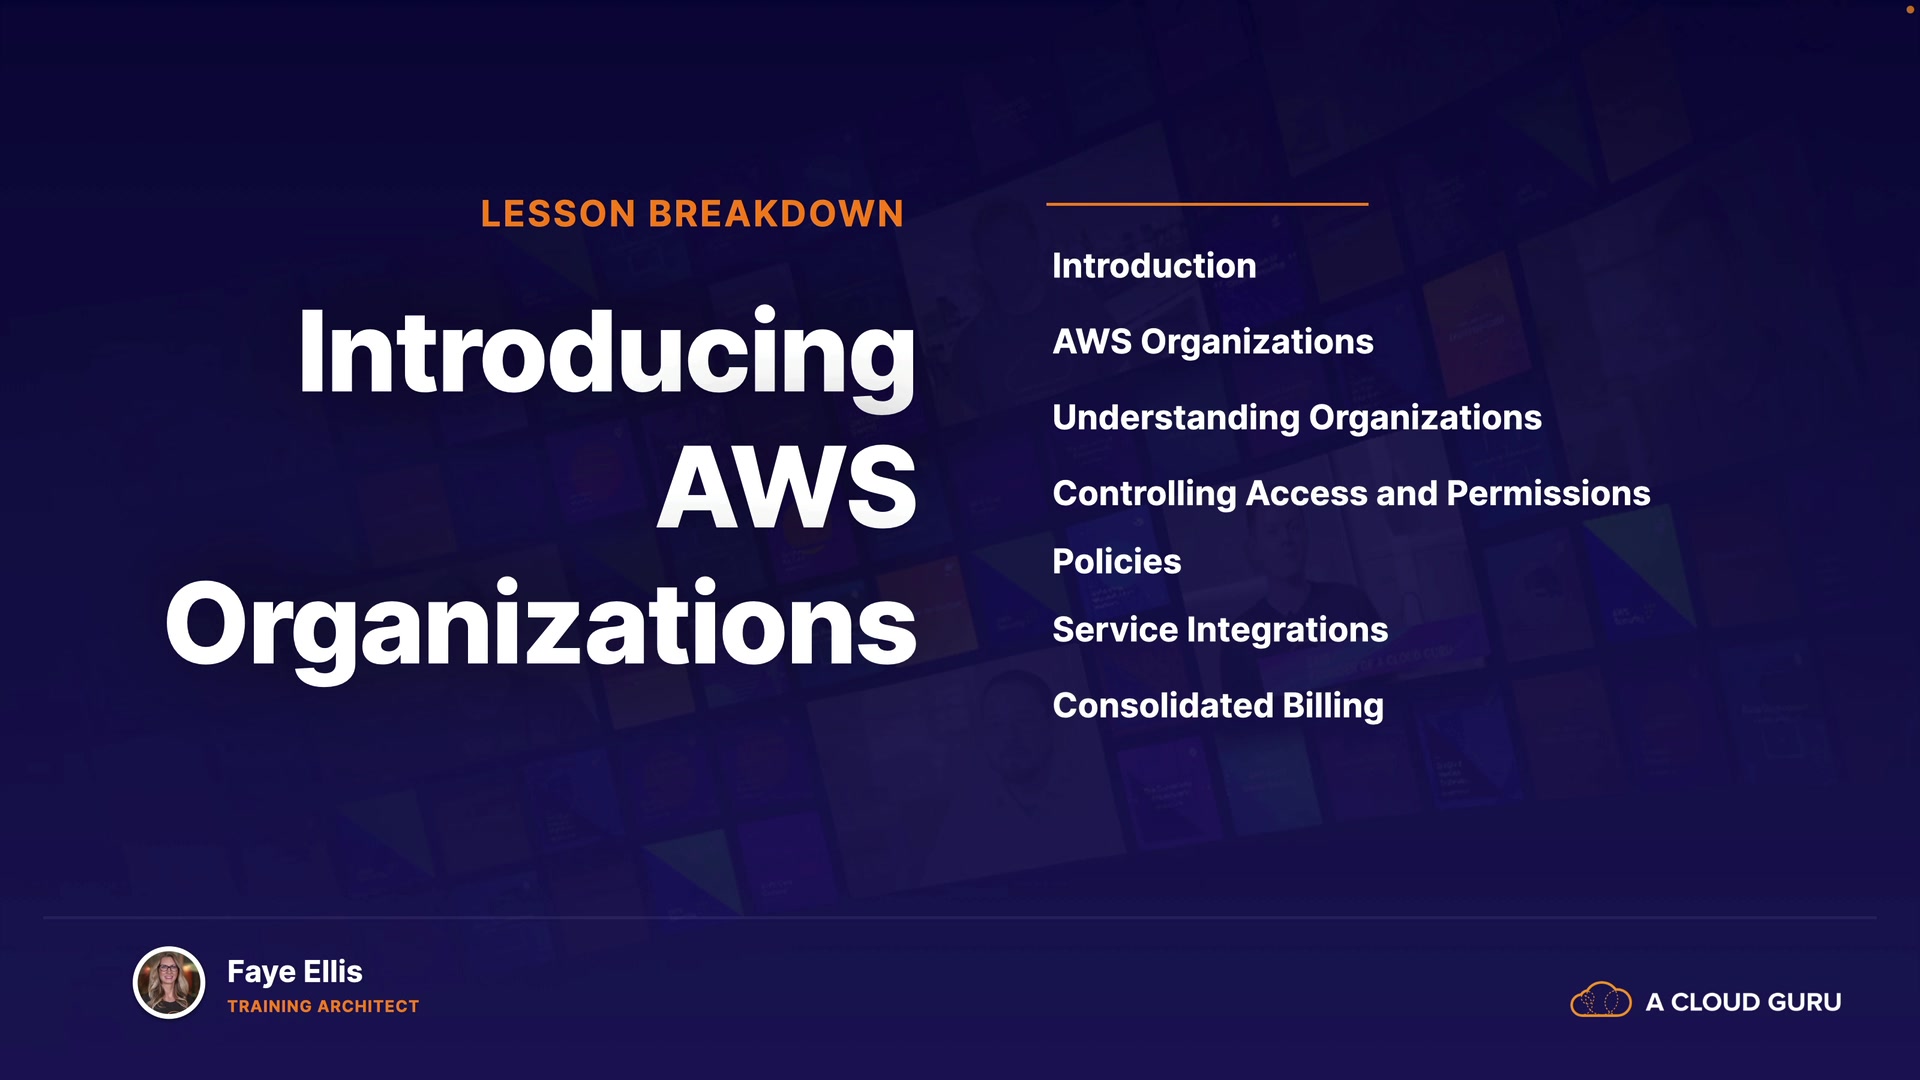 LESSON BREAKDOWN
Introducing
AWS
Organizations
Introduction
AWS Organizations
Understanding Organizations
Controlling Access and Permissions
Policies
Service Integrations
Consolidated Billing
Faye Ellis
TRAINING ARCHITECT
A CLOUD GURU